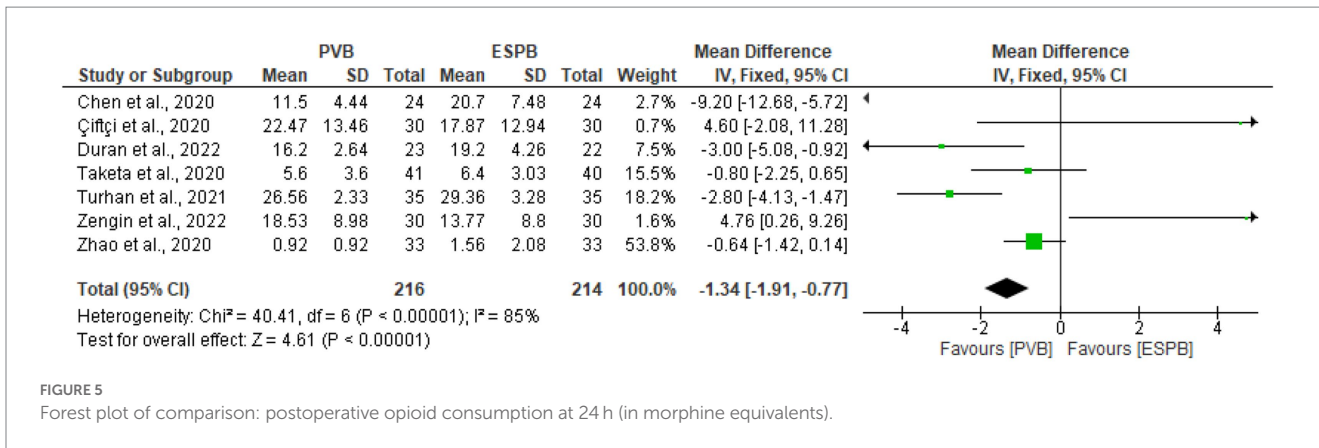 PVB ESPB Mean Difference Mean Difference
Study or Subgroup Mean SD Total Mean SD Total Weight IV, Fixed, 95% CI IV, Fixed, 95% CI
Chen et al., 2020 11.5 4.44 24 20.7 7.48 24 2.7% -9.20 [-12.68, -5.72]
Çiftçi et al., 2020 22.47 13.46 30 17.87 12.94 30 0.7% 4.60 [-2.08, 11.28]
Duran et al., 2022 16.2 2.64 23 19.2 4.26 22 7.5% -3.00 [-5.08, -0.92]
Taketa et al., 2020 5.6 3.6 41 6.4 3.03 40 15.5% -0.80 [-2.25, 0.65]
Turhan et al., 2021 26.56 2.33 35 29.36 3.28 35 18.2% -2.80 [-4.13, -1.47]
Zengin et al., 2022 18.53 8.98 30 13.77 8.8 30 1.6% 4.76 [0.26, 9.26]
Zhao et al., 2020 0.92 0.92 33 1.56 2.08 33 53.8% -0.64 [-1.42, 0.14]
Total (95% CI) 216 214 100.0% -1.34 [-1.91, -0.77]
Heterogeneity: Chi² = 40.41, df = 6 (P < 0.00001); I² = 85%
Test for overall effect: Z = 4.61 (P < 0.00001)
-4 -2 0 2 4
Favours [PVB] Favours [ESPB]
FIGURE 5
Forest plot of comparison: postoperative opioid consumption at 24 h (in morphine equivalents).